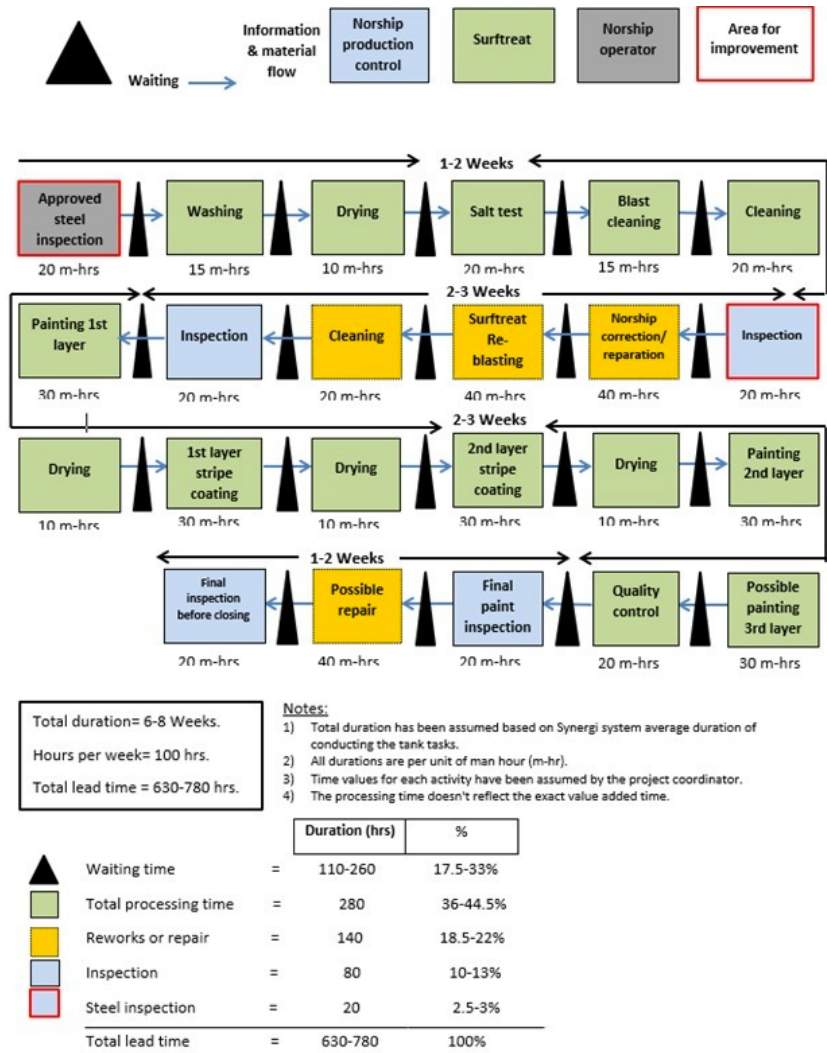 Waiting
Information
& material
flow
Norship
production
control
Surftreat
Norship
operator
Area for
improvement
1-2 Weeks
Approved
steel
inspection
Washing
Drying
Salt test
Blast
cleaning
Cleaning
20 m-hrs
15 m-hrs
10 m-hrs
20 m-hrs
15 m-hrs
20 m-hrs
2-3 Weeks
Painting 1st
layer
Inspection
Cleaning
Surftreat
Re-
blasting
Norship
correction/
reparation
Inspection
30 m-hrs
20 m-hrs
20 m-hrs
40 m-hrs
40 m-hrs
20 m-hrs
2-3 Weeks
Drying
1st layer
stripe
coating
Drying
2nd layer
stripe
coating
Drying
Painting
2nd layer
10 m-hrs
30 m-hrs
10 m-hrs
30 m-hrs
10 m-hrs
30 m-hrs
1-2 Weeks
Final
inspection
before closing
Possible
repair
Final
paint
inspection
Quality
control
Possible
painting
3rd layer
20 m-hrs
40 m-hrs
20 m-hrs
20 m-hrs
30 m-hrs
Total duration= 6-8 Weeks.
Hours per week= 100 hrs.
Total lead time = 630-780 hrs.
Notes:
1) Total duration has been assumed based on Synergi system average duration of
conducting the tank tasks.
2) All durations are per unit of man hour (m-hr).
3) Time values for each activity have been assumed by the project coordinator.
4) The processing time doesn't reflect the exact value added time.
Duration (hrs) %
Waiting time = 110-260 17.5-33%
Total processing time = 280 36-44.5%
Reworks or repair = 140 18.5-22%
Inspection = 80 10-13%
Steel inspection = 20 2.5-3%
Total lead time = 630-780 100%